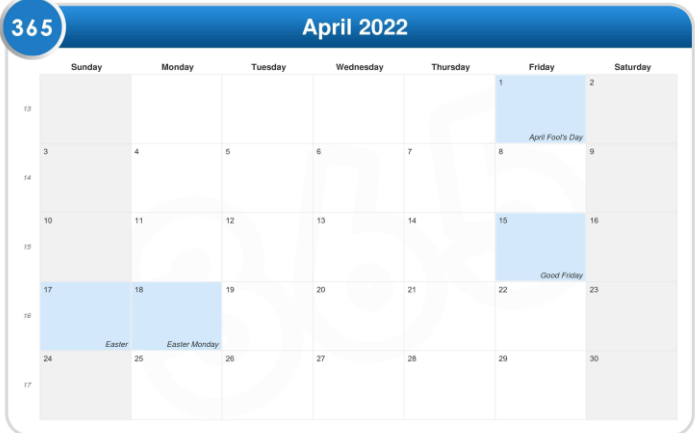 365
April 2022
Sunday Monday Tuesday Wednesday Thursday Friday Saturday
13
1 2
April Fool's Day
14
3 4 5 6 7 8 9
15
10 11 12 13 14 15 16
Good Friday
16
17 18 19 20 21 22 23
Easter Easter Monday
17
24 25 26 27 28 29 30
365